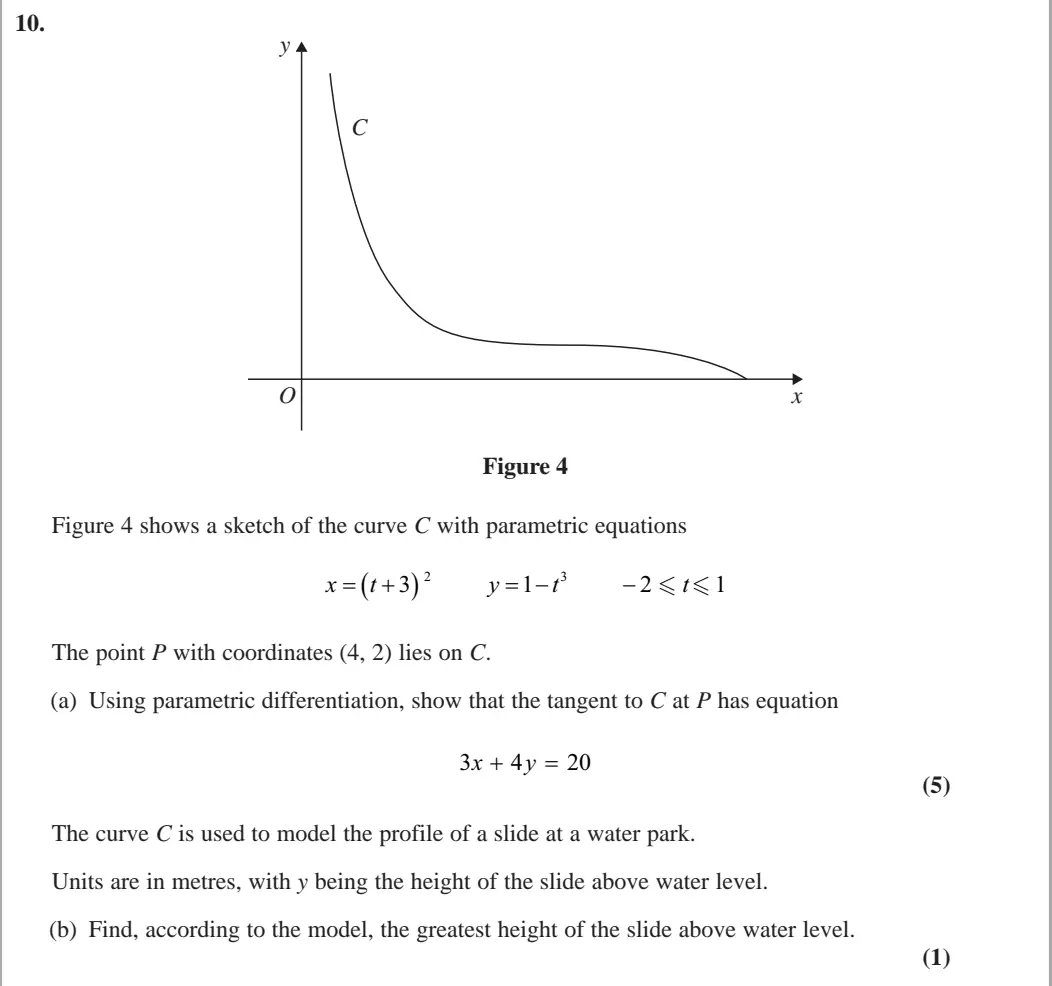 10.
y
C
O
x
Figure 4
Figure 4 shows a sketch of the curve C with parametric equations
x = (t + 3)² y = 1 − t³ − 2 ⩽ t ⩽ 1
The point P with coordinates (4, 2) lies on C.
(a) Using parametric differentiation, show that the tangent to C at P has equation
3x + 4y = 20
(5)
The curve C is used to model the profile of a slide at a water park.
Units are in metres, with y being the height of the slide above water level.
(b) Find, according to the model, the greatest height of the slide above water level.
(1)